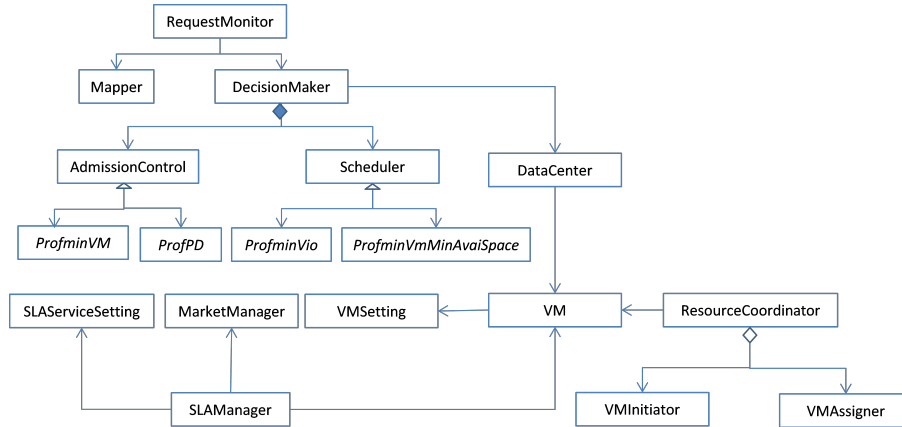 RequestMonitor
Mapper
DecisionMaker
AdmissionControl
Scheduler
DataCenter
ProfminVM
ProfPD
ProfminVio
ProfminVmMinAvaiSpace
SLAServiceSetting
MarketManager
VMSetting
VM
ResourceCoordinator
SLAManager
VMInitiator
VMAssigner